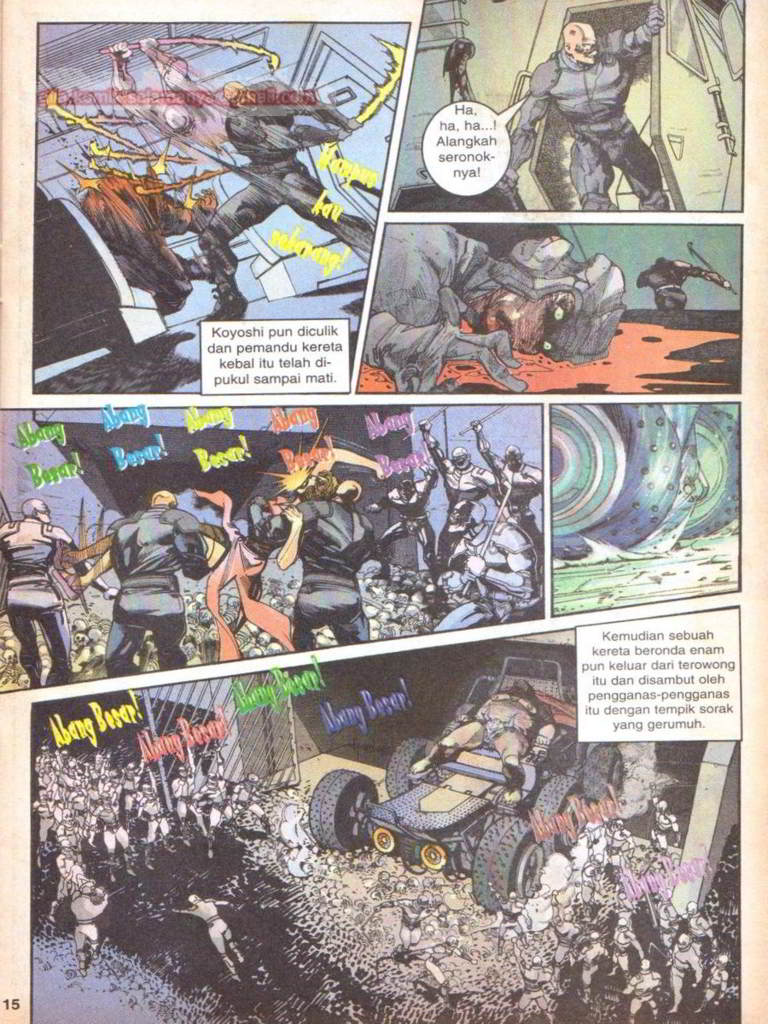 Mampus
kau
sekarang!
Koyoshi pun diculik
dan pemandu kereta
kebal itu telah di-
pukul sampai mati.
Ha,
ha, ha...!
Alangkah
seronok-
nya!
Abang
Besar!
Abang
Besar!
Abang
Besar!
Abang
Besar!
Abang
Besar!
Kemudian sebuah
kereta beronda enam
pun keluar dari terowong
itu dan disambut oleh
pengganas-pengganas
itu dengan tempik sorak
yang gerumuh.
Abang Besar!
Abang Besar!
Abang Besar!
Abang Besar!
Abang Besar!
Abang Besar!
15